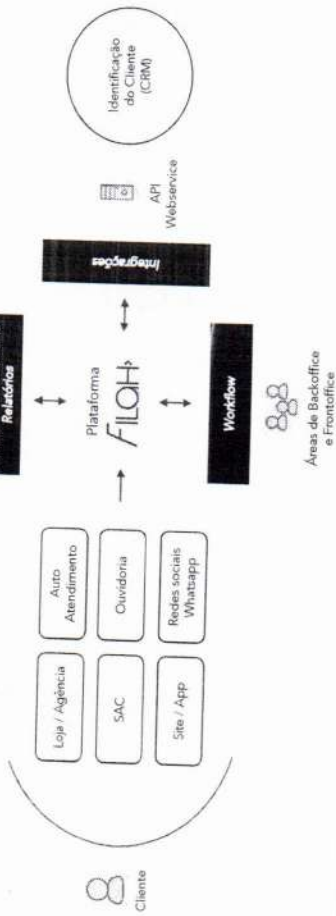 Cliente
Loja / Agência
SAC
Site / App
Auto
Atendimento
Ouvidoria
Redes sociais
Whatsapp
Relatórios
Plataforma
FILOH
Workflow
Áreas de Backoffice
e Frontoffice
Integrações
API
Webservice
Identificação
do Cliente
(CRM)